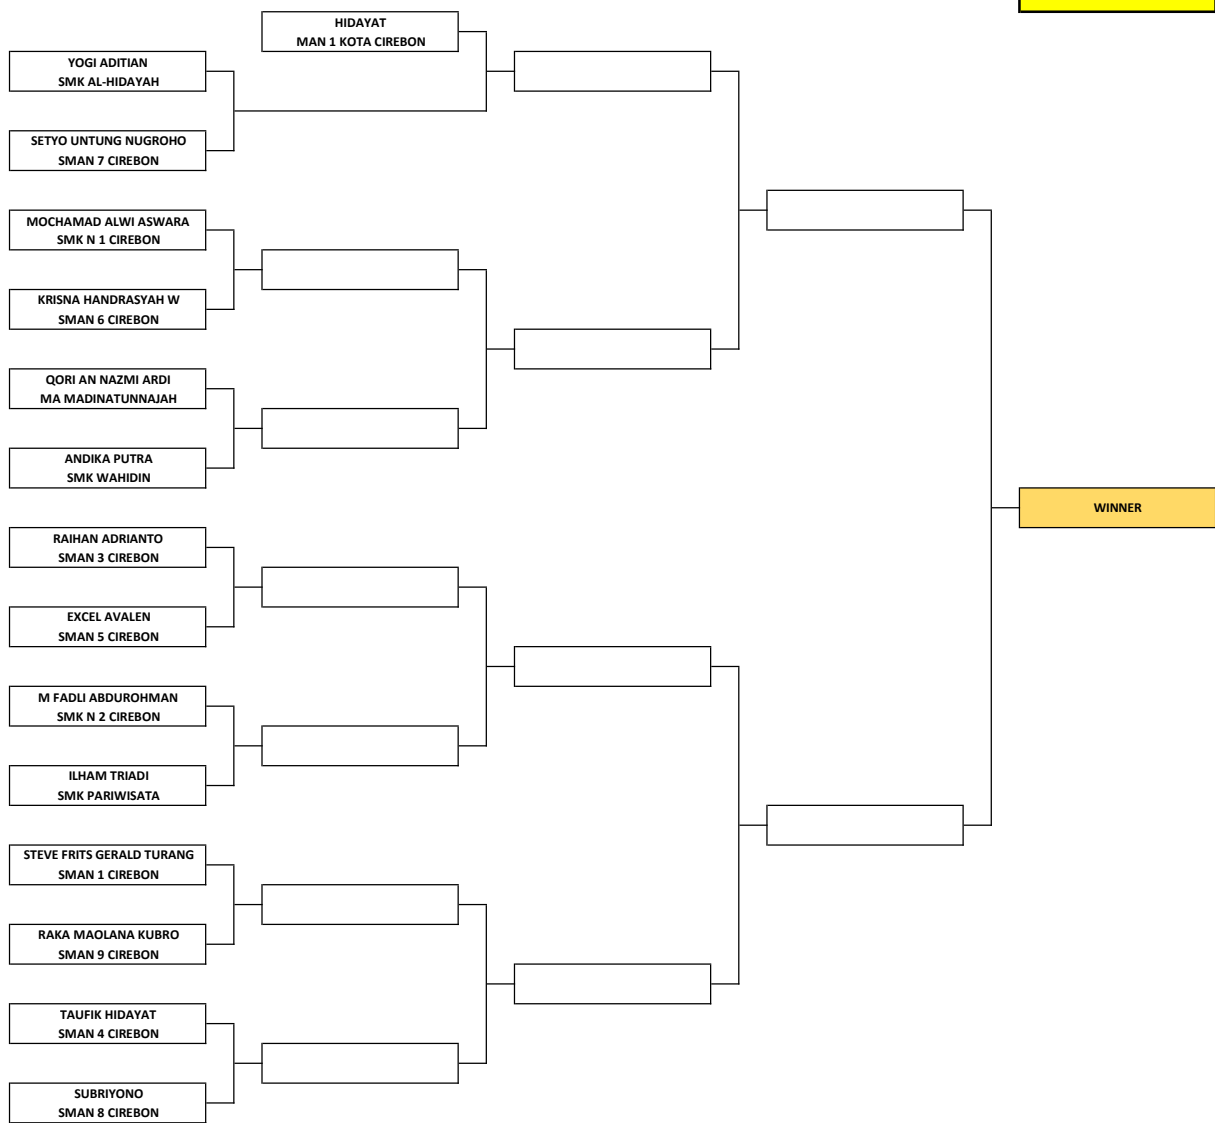 HIDAYAT
MAN 1 KOTA CIREBON
YOGI ADITIAN
SMK AL-HIDAYAH
SETYO UNTUNG NUGROHO
SMAN 7 CIREBON
MOCHAMAD ALWI ASWARA
SMK N 1 CIREBON
KRISNA HANDRASYAH W
SMAN 6 CIREBON
QORI AN NAZMI ARDI
MA MADINATUNNAJAH
ANDIKA PUTRA
SMK WAHIDIN
WINNER
RAIHAN ADRIANTO
SMAN 3 CIREBON
EXCEL AVALEN
SMAN 5 CIREBON
M FADLI ABDUROHMAN
SMK N 2 CIREBON
ILHAM TRIADI
SMK PARIWISATA
STEVE FRITS GERALD TURANG
SMAN 1 CIREBON
RAKA MAOLANA KUBRO
SMAN 9 CIREBON
TAUFIK HIDAYAT
SMAN 4 CIREBON
SUBRIYONO
SMAN 8 CIREBON